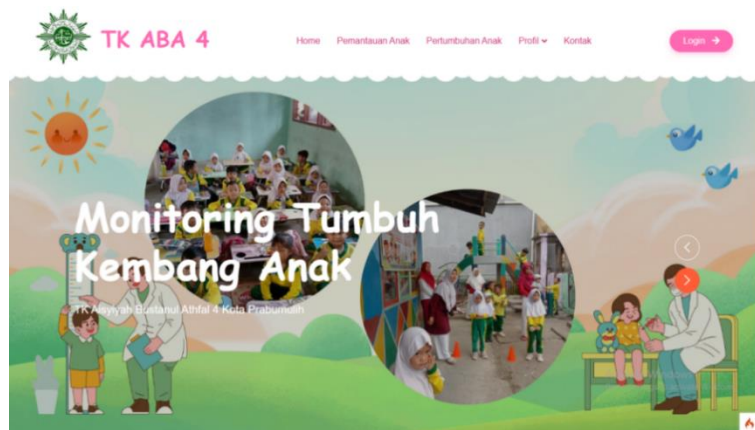 TK ABA 4
Home Pemantauan Anak Pertumbuhan Anak Profil Kontak
Login
Monitoring Tumbuh
Kembang Anak
TK Aisyiyah Bustanul Athfal 4 Kota Prabumulih